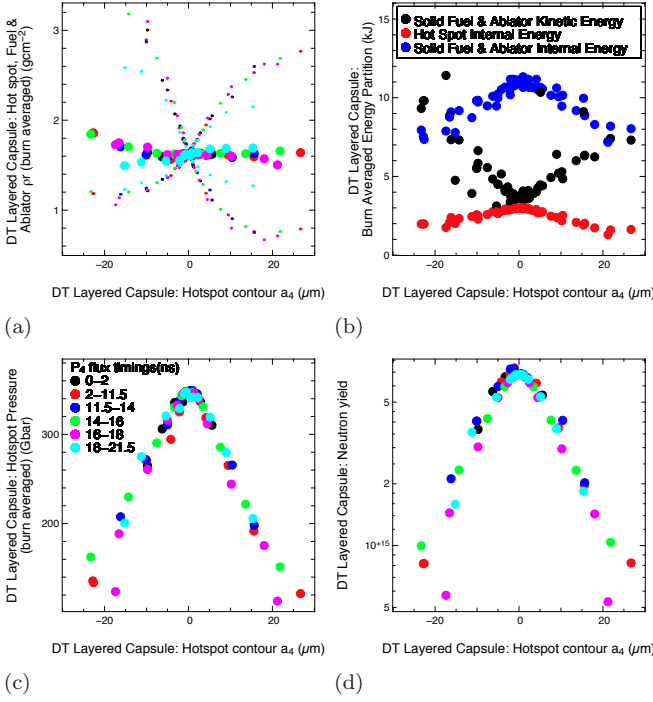 DT Layered Capsule: Hot spot, Fuel &
Ablator ρr (burn averaged) (gcm⁻²)
3
2
1
−20
0
20
DT Layered Capsule: Hotspot contour a₄ (µm)
(a)
Solid Fuel & Ablator Kinetic Energy
Hot Spot Internal Energy
Solid Fuel & Ablator Internal Energy
DT Layered Capsule:
Burn Averaged Energy Partition (kJ)
15
10
5
0
−20
0
20
DT Layered Capsule: Hotspot contour a₄ (µm)
(b)
P₄ flux timings(ns)
0−2
2−11.5
11.5−14
14−16
16−18
18−21.5
DT Layered Capsule: Hotspot Pressure
(burn averaged) (Gbar)
300
200
−20
0
20
DT Layered Capsule: Hotspot contour a₄ (µm)
(c)
DT Layered Capsule: Neutron yield
5
2
10⁺¹⁵
5
−20
0
20
DT Layered Capsule: Hotspot contour a₄ (µm)
(d)